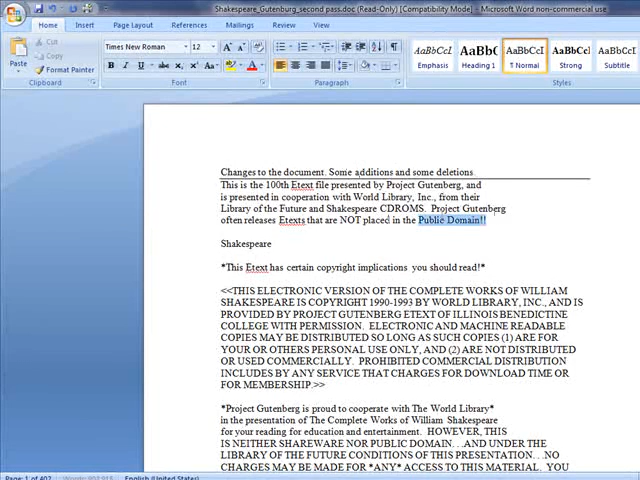 Shakespeare_Gutenburg_second pass.doc (Read-Only) [Compatibility Mode] - Microsoft Word non-commercial use
Home Insert Page Layout References Mailings Review View
Cut
Copy
Format Painter
Paste
Clipboard
Times New Roman 12
Font
Paragraph
AaBbCcI AaBbC AaBbCcI AaBbCcI AaBbCcI
Emphasis Heading 1 ¶ Normal Strong Subtitle
Styles
Changes to the document. Some additions and some deletions.
This is the 100th Etext file presented by Project Gutenberg, and
is presented in cooperation with World Library, Inc., from their
Library of the Future and Shakespeare CDROMS. Project Gutenberg
often releases Etexts that are NOT placed in the Public Domain!!
Shakespeare
*This Etext has certain copyright implications you should read!*
<<THIS ELECTRONIC VERSION OF THE COMPLETE WORKS OF WILLIAM
SHAKESPEARE IS COPYRIGHT 1990-1993 BY WORLD LIBRARY, INC., AND IS
PROVIDED BY PROJECT GUTENBERG ETEXT OF ILLINOIS BENEDICTINE
COLLEGE WITH PERMISSION. ELECTRONIC AND MACHINE READABLE
COPIES MAY BE DISTRIBUTED SO LONG AS SUCH COPIES (1) ARE FOR
YOUR OR OTHERS PERSONAL USE ONLY, AND (2) ARE NOT DISTRIBUTED
OR USED COMMERCIALLY. PROHIBITED COMMERCIAL DISTRIBUTION
INCLUDES BY ANY SERVICE THAT CHARGES FOR DOWNLOAD TIME OR
FOR MEMBERSHIP.>>
*Project Gutenberg is proud to cooperate with The World Library*
in the presentation of The Complete Works of William Shakespeare
for your reading for education and entertainment. HOWEVER, THIS
IS NEITHER SHAREWARE NOR PUBLIC DOMAIN. . .AND UNDER THE
LIBRARY OF THE FUTURE CONDITIONS OF THIS PRESENTATION. . .NO
CHARGES MAY BE MADE FOR *ANY* ACCESS TO THIS MATERIAL. YOU
Page: 1 of 402 Words: 902,915 English (United States)